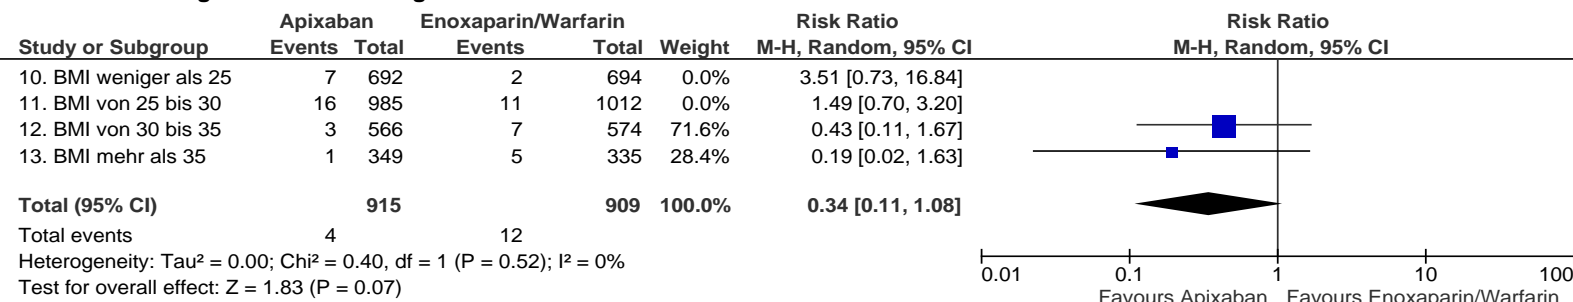 Apixaban Enoxaparin/Warfarin Risk Ratio Risk Ratio
Study or Subgroup Events Total Events Total Weight M-H, Random, 95% CI M-H, Random, 95% CI
10. BMI weniger als 25 7 692 2 694 0.0% 3.51 [0.73, 16.84]
11. BMI von 25 bis 30 16 985 11 1012 0.0% 1.49 [0.70, 3.20]
12. BMI von 30 bis 35 3 566 7 574 71.6% 0.43 [0.11, 1.67]
13. BMI mehr als 35 1 349 5 335 28.4% 0.19 [0.02, 1.63]
Total (95% CI) 915 909 100.0% 0.34 [0.11, 1.08]
Total events 4 12
Heterogeneity: Tau² = 0.00; Chi² = 0.40, df = 1 (P = 0.52); I² = 0%
Test for overall effect: Z = 1.83 (P = 0.07)
0.01 0.1 1 10 100
Favours Apixaban Favours Enoxaparin/Warfarin